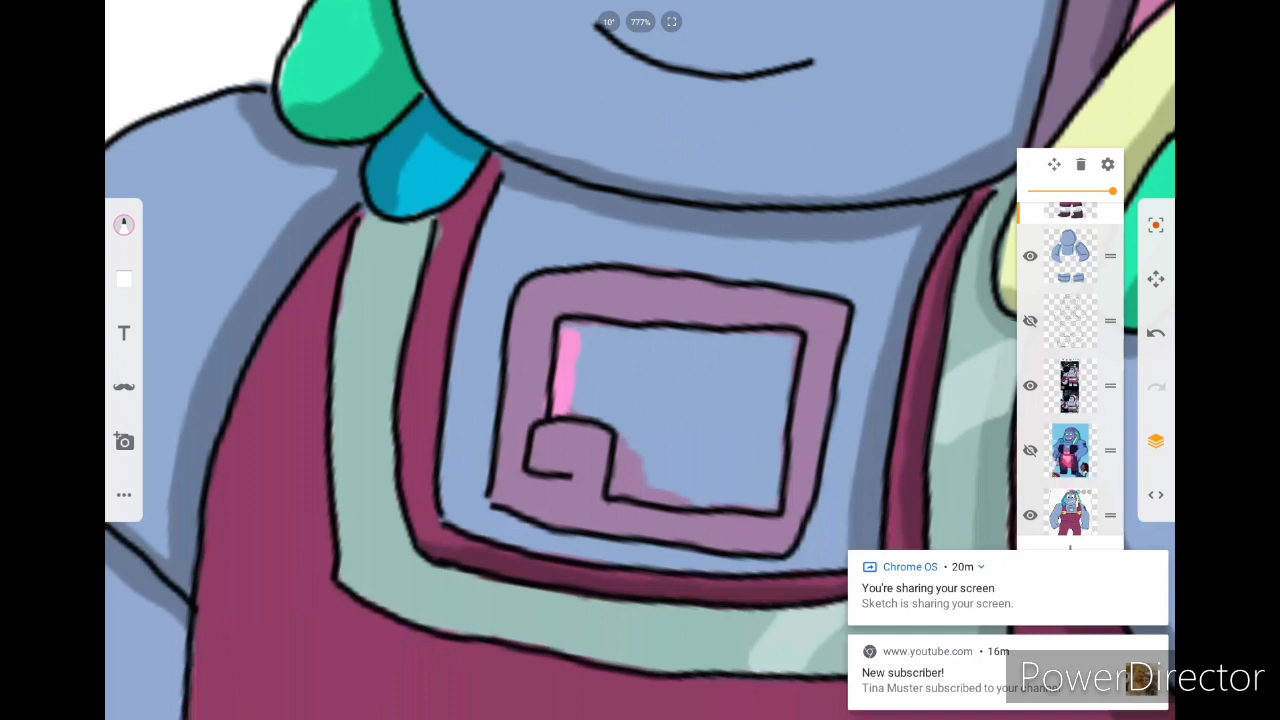 10° 777%
T
Chrome OS • 20m
You're sharing your screen
Sketch is sharing your screen.
www.youtube.com • 16m
New subscriber!
Tina Muster subscribed to your channel
PowerDirector